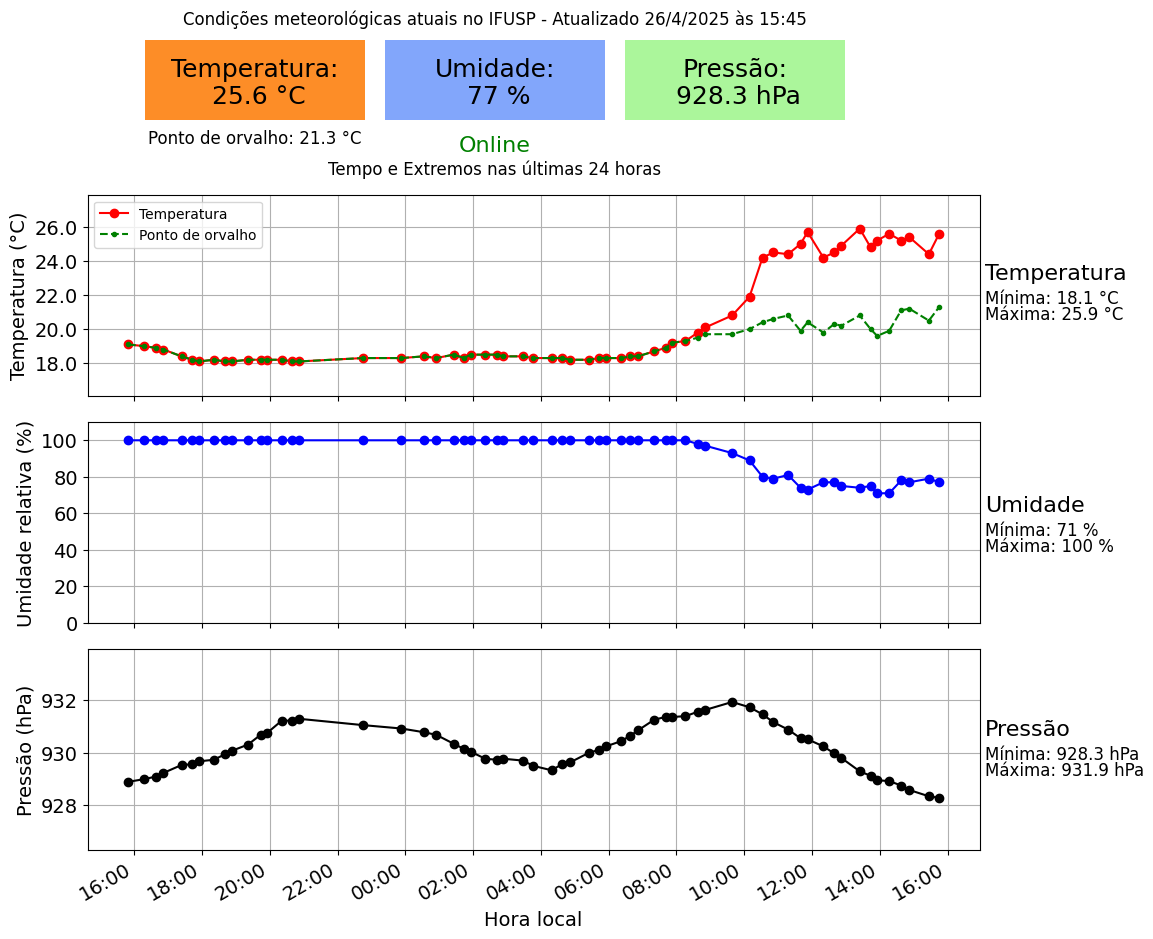 Condições meteorológicas atuais no IFUSP - Atualizado 26/4/2025 às 15:45
Temperatura:
25.6 °C
Umidade:
77 %
Pressão:
928.3 hPa
Ponto de orvalho: 21.3 °C
Online
Tempo e Extremos nas últimas 24 horas
Temperatura (°C)
26.0
24.0
22.0
20.0
18.0
Temperatura
Ponto de orvalho
Temperatura
Mínima: 18.1 °C
Máxima: 25.9 °C
Umidade relativa (%)
100
80
60
40
20
0
Umidade
Mínima: 71 %
Máxima: 100 %
Pressão (hPa)
932
930
928
Pressão
Mínima: 928.3 hPa
Máxima: 931.9 hPa
16:00 18:00 20:00 22:00 00:00 02:00 04:00 06:00 08:00 10:00 12:00 14:00 16:00
Hora local